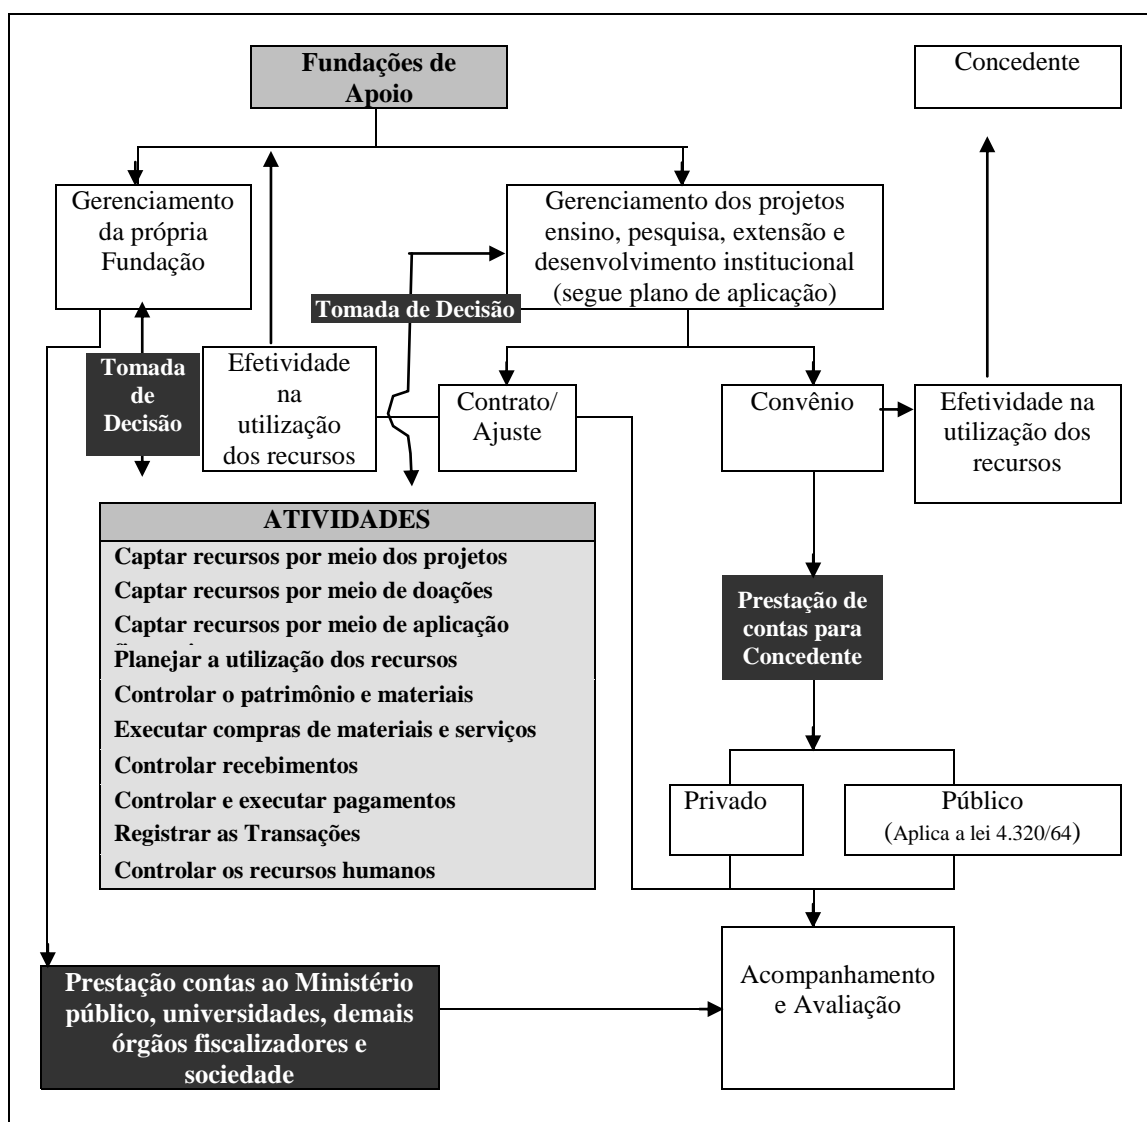 Fundações de
Apoio
Concedente
Gerenciamento
da própria
Fundação
Gerenciamento dos projetos
ensino, pesquisa, extensão e
desenvolvimento institucional
(segue plano de aplicação)
Tomada de Decisão
Tomada
de
Decisão
Efetividade
na
utilização
dos recursos
Contrato/
Ajuste
Convênio
Efetividade na
utilização dos
recursos
ATIVIDADES
Captar recursos por meio dos projetos
Captar recursos por meio de doações
Captar recursos por meio de aplicação
Planejar a utilização dos recursos
Controlar o patrimônio e materiais
Executar compras de materiais e serviços
Controlar recebimentos
Controlar e executar pagamentos
Registrar as Transações
Controlar os recursos humanos
Prestação de
contas para
Concedente
Privado
Público
(Aplica a lei 4.320/64)
Prestação contas ao Ministério
público, universidades, demais
órgãos fiscalizadores e
sociedade
Acompanhamento
e Avaliação